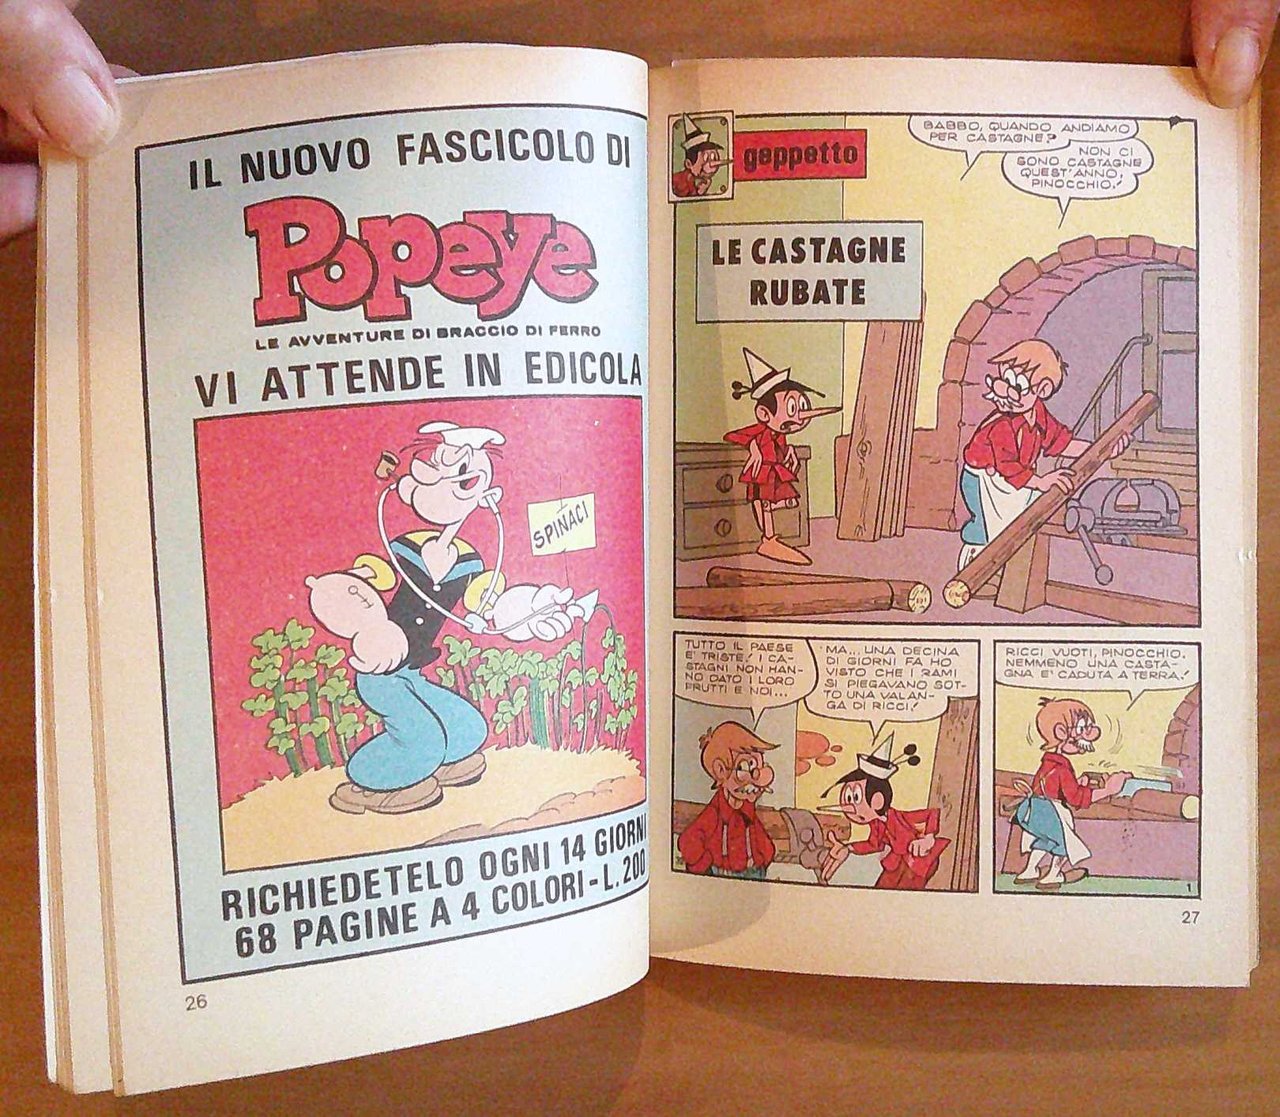 IL NUOVO FASCICOLO DI
Popeye
LE AVVENTURE DI BRACCIO DI FERRO
VI ATTENDE IN EDICOLA
SPINACI
RICHIEDETELO OGNI 14 GIORNI
68 PAGINE A 4 COLORI - L. 200
26
geppetto
BABBO, QUANDO ANDIAMO
PER CASTAGNE?
NON CI
SONO CASTAGNE
QUEST'ANNO,
PINOCCHIO!
LE CASTAGNE
RUBATE
TUTTO IL PAESE
E' TRISTE! I CA-
STAGNI NON HAN-
NO DATO I LORO
FRUTTI E NOI...
MA... UNA DECINA
DI GIORNI FA HO
VISTO CHE I RAMI
SI PIEGAVANO SOT-
TO UNA VALAN-
GA DI RICCI!
RICCI VUOTI, PINOCCHIO.
NEMMENO UNA CASTA-
GNA E' CADUTA A TERRA!
1
27